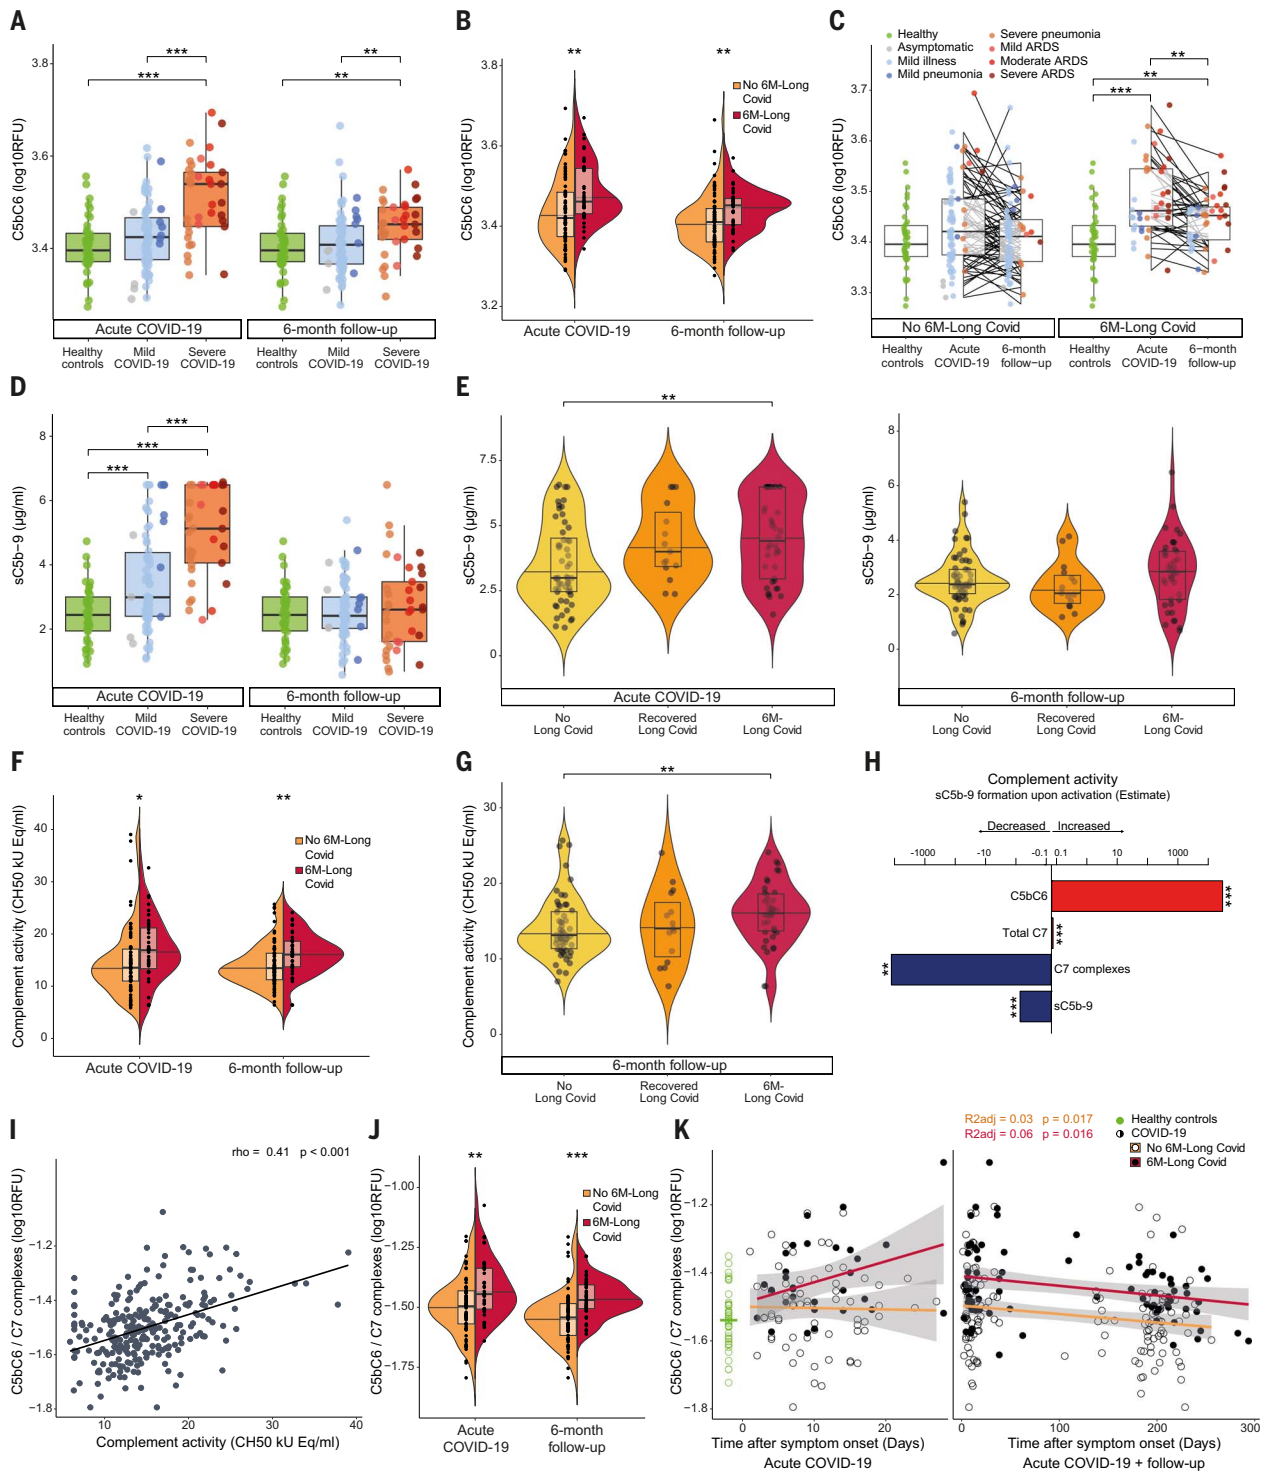 A
C5bC6 (log10RFU)
3.8
3.6
3.4
***
***
**
**
Acute COVID-19
6-month follow-up
Healthy controls
Mild COVID-19
Severe COVID-19
Healthy controls
Mild COVID-19
Severe COVID-19
B
C5bC6 (log10RFU)
3.8
3.6
3.4
3.2
**
**
No 6M-Long Covid
6M-Long Covid
Acute COVID-19
6-month follow-up
C
Healthy
Asymptomatic
Mild illness
Mild pneumonia
Severe pneumonia
Mild ARDS
Moderate ARDS
Severe ARDS
C5bC6 (log10RFU)
3.7
3.6
3.5
3.4
3.3
**
**
***
No 6M-Long Covid
6M-Long Covid
Healthy controls
Acute COVID-19
6-month follow-up
Healthy controls
Acute COVID-19
6-month follow-up
D
sC5b-9 (µg/ml)
8
6
4
2
***
***
***
Acute COVID-19
6-month follow-up
Healthy controls
Mild COVID-19
Severe COVID-19
Healthy controls
Mild COVID-19
Severe COVID-19
E
sC5b-9 (µg/ml)
7.5
5
2.5
0
**
Acute COVID-19
No Long Covid
Recovered Long Covid
6M-Long Covid
sC5b-9 (µg/ml)
8
6
4
2
0
6-month follow-up
No Long Covid
Recovered Long Covid
6M-Long Covid
F
Complement activity (CH50 kU Eq/ml)
40
30
20
10
0
*
**
No 6M-Long Covid
6M-Long Covid
Acute COVID-19
6-month follow-up
G
Complement activity (CH50 kU Eq/ml)
30
20
10
0
**
6-month follow-up
No Long Covid
Recovered Long Covid
6M-Long Covid
H
Complement activity
sC5b-9 formation upon activation (Estimate)
Decreased
Increased
-1000
-10
-0.1
0.1
10
1000
C5bC6
***
Total C7
***
C7 complexes
**
sC5b-9
***
I
C5bC6 / C7 complexes (log10RFU)
rho = 0.41 p < 0.001
−1.2
−1.4
−1.6
−1.8
10
20
30
40
Complement activity (CH50 kU Eq/ml)
J
C5bC6 / C7 complexes (log10RFU)
−1.00
−1.25
−1.50
−1.75
**
***
No 6M-Long Covid
6M-Long Covid
Acute COVID-19
6-month follow-up
K
R2adj = 0.03 p = 0.017
R2adj = 0.06 p = 0.016
Healthy controls
COVID-19
No 6M-Long Covid
6M-Long Covid
C5bC6 / C7 complexes (log10RFU)
−1.2
−1.4
−1.6
−1.8
0
10
20
Time after symptom onset (Days)
Acute COVID-19
0
100
200
300
Time after symptom onset (Days)
Acute COVID-19 + follow-up